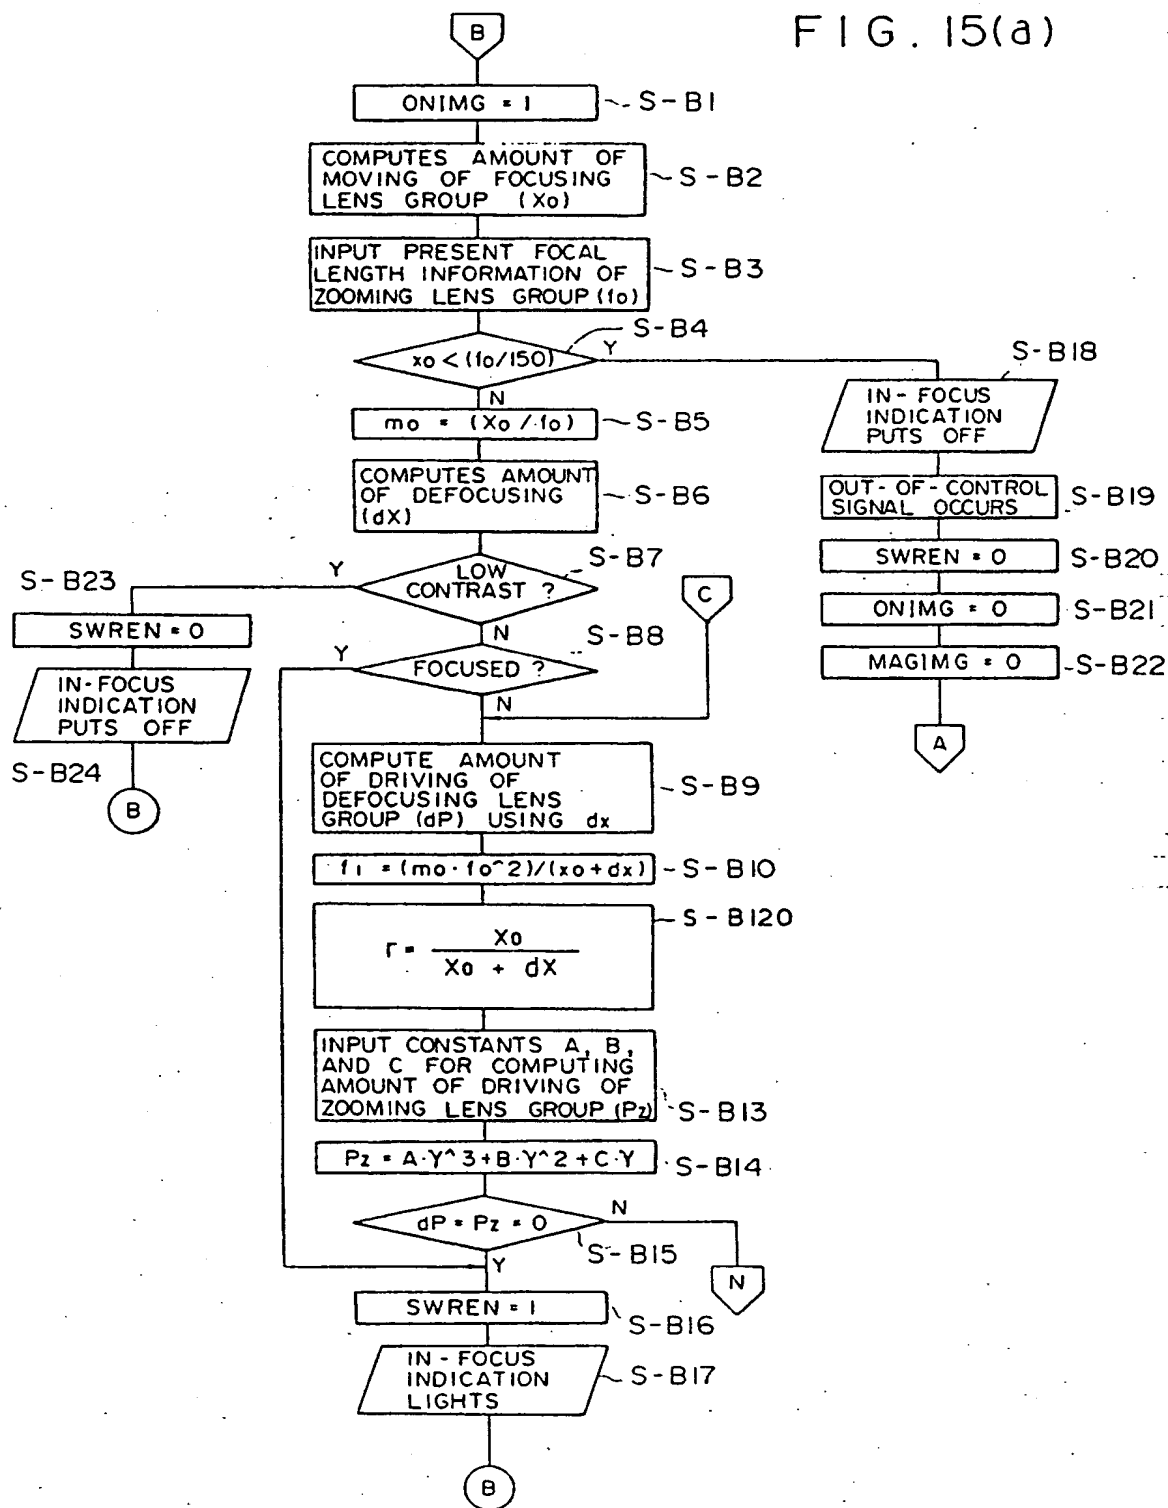 FIG. 15(a)
B
ONIMG = 1
S-B1
COMPUTES AMOUNT OF
MOVING OF FOCUSING
LENS GROUP (Xo)
S-B2
INPUT PRESENT FOCAL
LENGTH INFORMATION OF
ZOOMING LENS GROUP (fo)
S-B3
S-B4
xo < (fo/150)
Y
N
S-B18
IN-FOCUS
INDICATION
PUTS OFF
mo = (Xo/fo)
S-B5
COMPUTES AMOUNT
OF DEFOCUSING
(dX)
S-B6
OUT-OF-CONTROL
SIGNAL OCCURS
S-B19
SWREN = 0
S-B20
ONIMG = 0
S-B21
MAGIMG = 0
S-B22
A
S-B7
LOW
CONTRAST ?
Y
N
S-B23
SWREN = 0
IN-FOCUS
INDICATION
PUTS OFF
S-B24
B
C
S-B8
FOCUSED ?
Y
N
COMPUTE AMOUNT
OF DRIVING OF
DEFOCUSING LENS
GROUP (dP) USING dx
S-B9
f1 = (mo·fo^2)/(xo+dx)
S-B10
S-B120
r = Xo / Xo + dX
INPUT CONSTANTS A, B,
AND C FOR COMPUTING
AMOUNT OF DRIVING OF
ZOOMING LENS GROUP (Pz)
S-B13
Pz = A·Y^3+B·Y^2+C·Y
S-B14
dP = Pz = 0
N
S-B15
Y
N
SWREN = 1
S-B16
IN-FOCUS
INDICATION
LIGHTS
S-B17
B